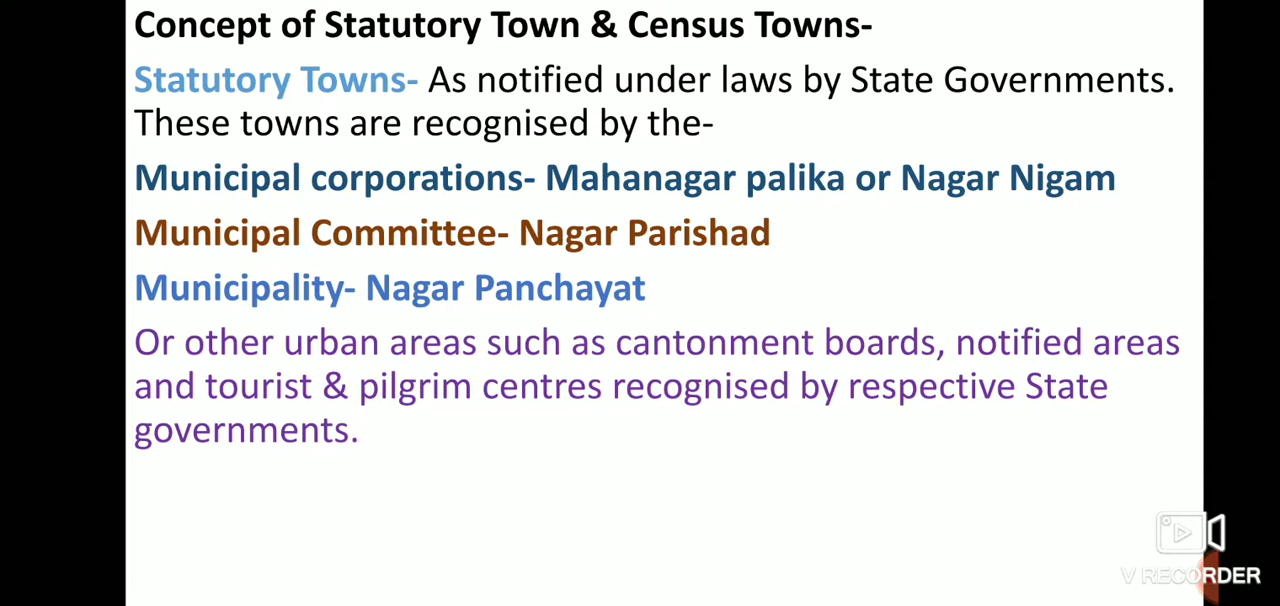 Concept of Statutory Town & Census Towns-
Statutory Towns- As notified under laws by State Governments.
These towns are recognised by the-
Municipal corporations- Mahanagar palika or Nagar Nigam
Municipal Committee- Nagar Parishad
Municipality- Nagar Panchayat
Or other urban areas such as cantonment boards, notified areas
and tourist & pilgrim centres recognised by respective State
governments.
V RECORDER